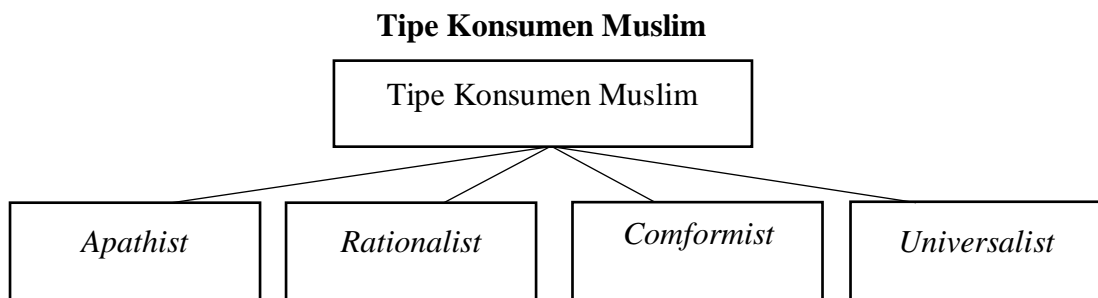 Tipe Konsumen Muslim
Tipe Konsumen Muslim
Apathist
Rationalist
Comformist
Universalist